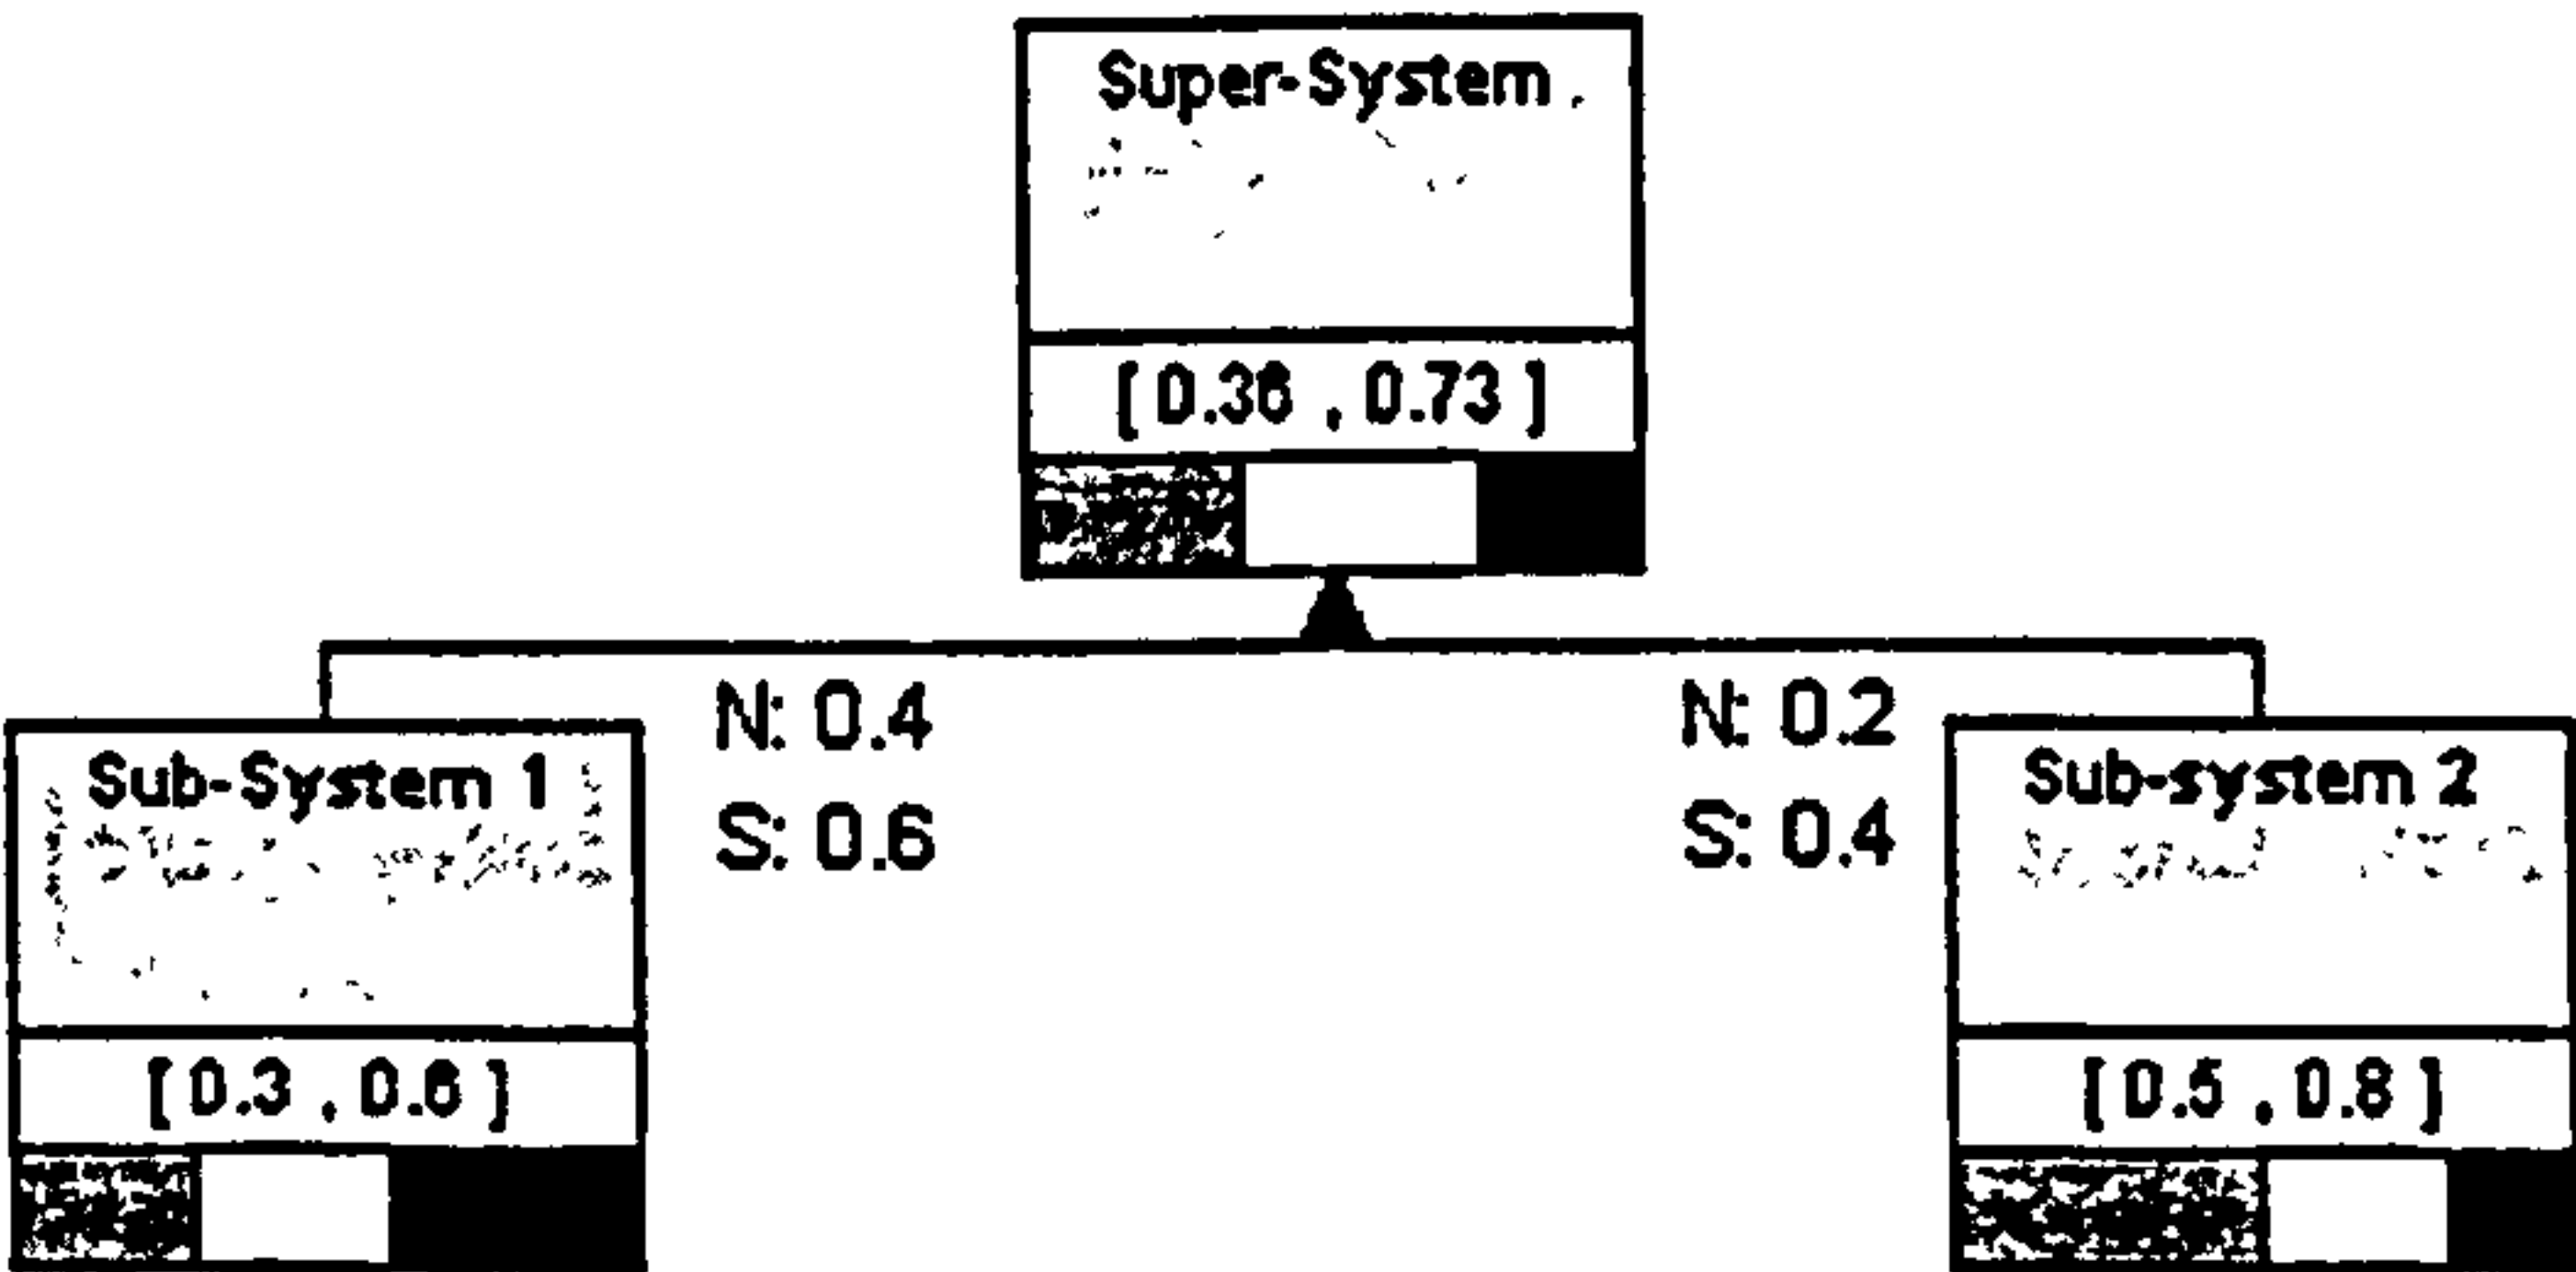 Super-System
[ 0.36 , 0.73 ]
N: 0.4
S: 0.6
N: 0.2
S: 0.4
Sub-System 1
[ 0.3 , 0.6 ]
Sub-system 2
[ 0.5 , 0.8 ]